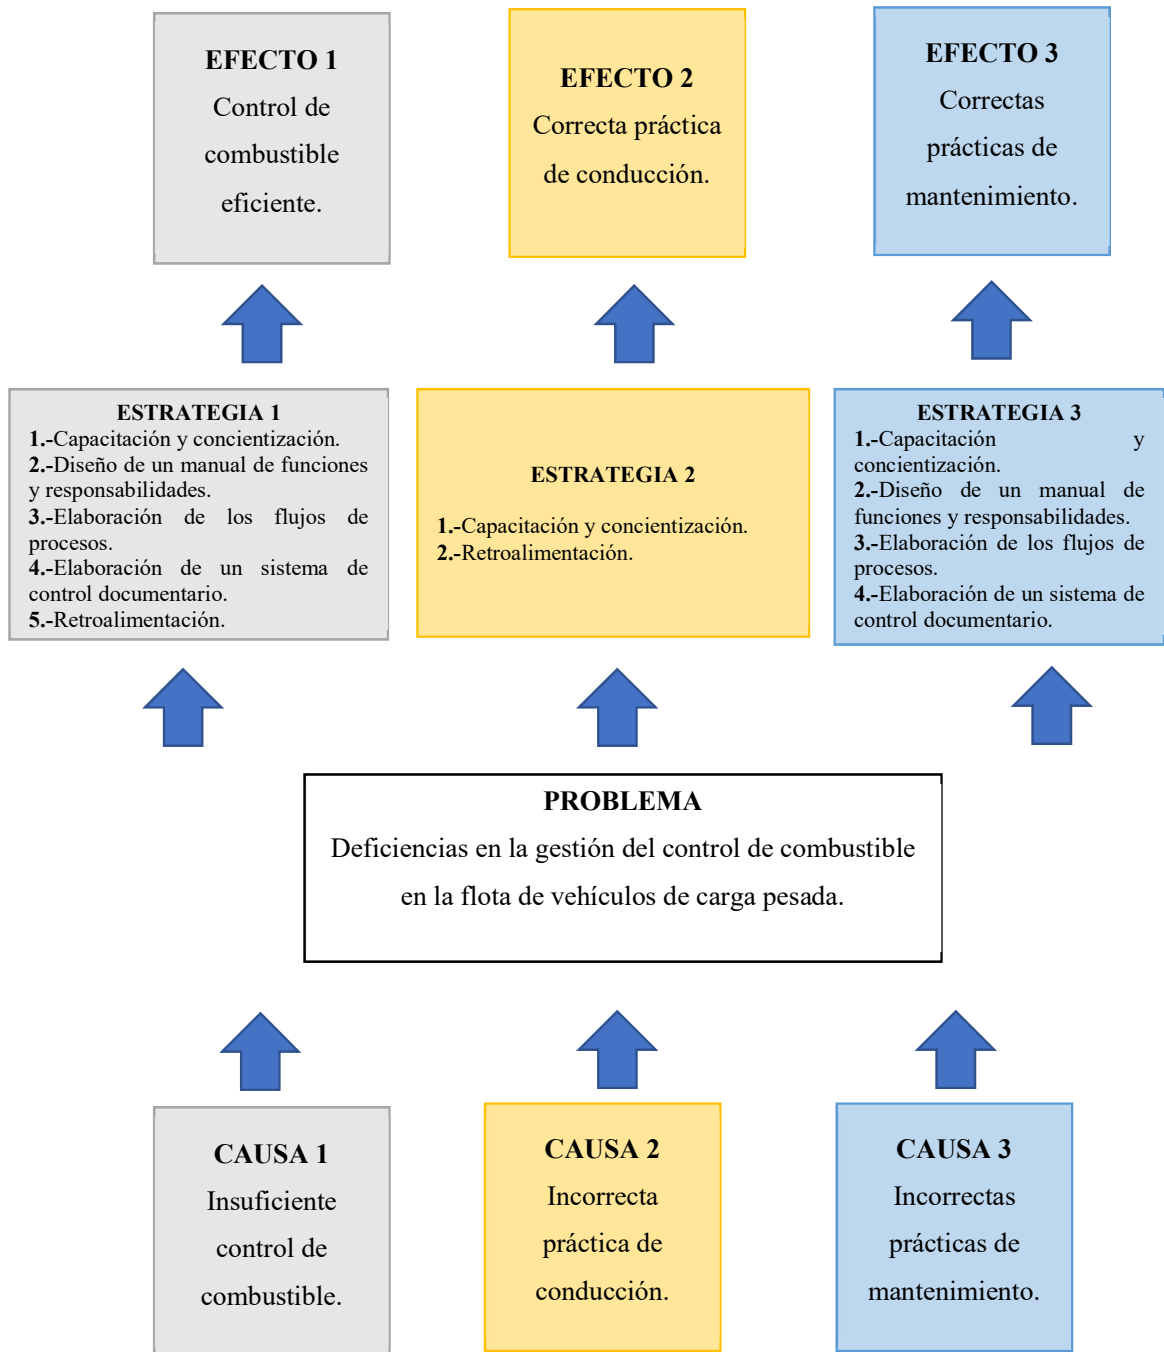 EFECTO 1
Control de
combustible
eficiente.
EFECTO 2
Correcta práctica
de conducción.
EFECTO 3
Correctas
prácticas de
mantenimiento.
ESTRATEGIA 1
1.-Capacitación y concientización.
2.-Diseño de un manual de funciones
y responsabilidades.
3.-Elaboración de los flujos de
procesos.
4.-Elaboración de un sistema de
control documentario.
5.-Retroalimentación.
ESTRATEGIA 2
1.-Capacitación y concientización.
2.-Retroalimentación.
ESTRATEGIA 3
1.-Capacitación y
concientización.
2.-Diseño de un manual de
funciones y responsabilidades.
3.-Elaboración de los flujos de
procesos.
4.-Elaboración de un sistema de
control documentario.
PROBLEMA
Deficiencias en la gestión del control de combustible
en la flota de vehículos de carga pesada.
CAUSA 1
Insuficiente
control de
combustible.
CAUSA 2
Incorrecta
práctica de
conducción.
CAUSA 3
Incorrectas
prácticas de
mantenimiento.